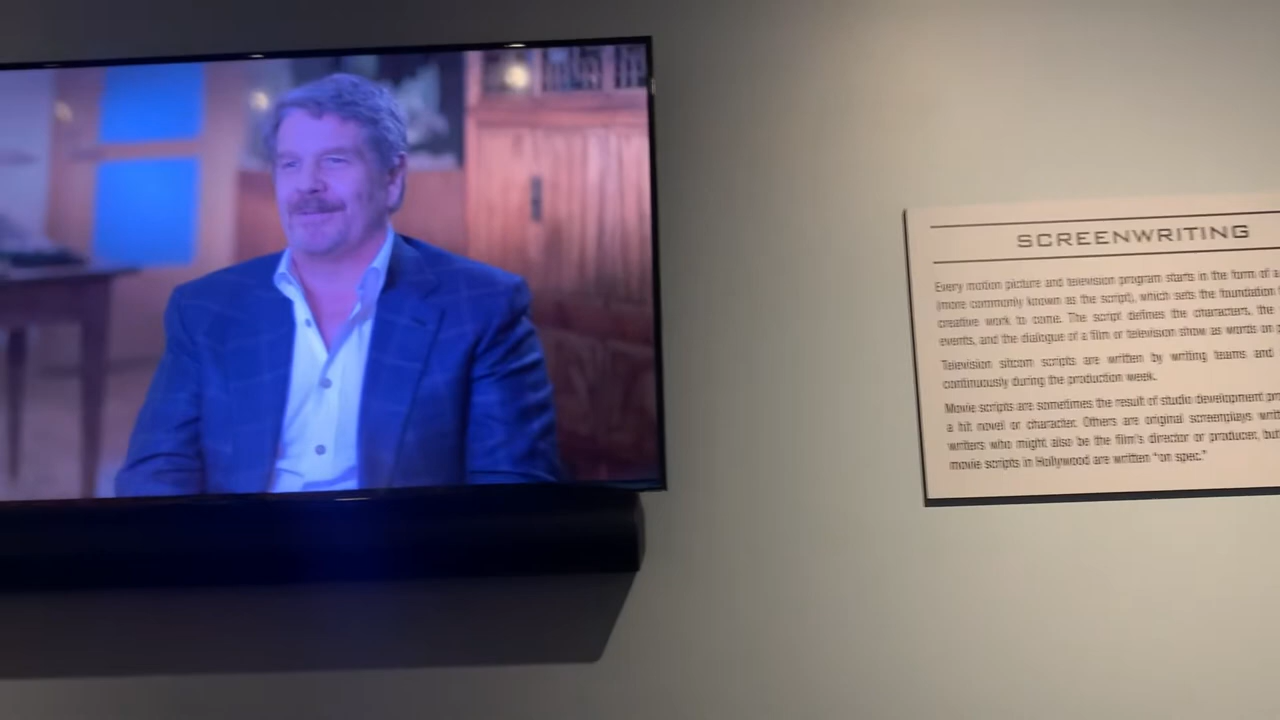 SCREENWRITING
Every motion picture and television program starts in the form of a
(more commonly known as the script), which sets the foundation
creative work to come. The script defines the characters, the
events, and the dialogue of a film or television show as words on
Television sitcom scripts are written by writing teams and
continuously during the production week.
Movie scripts are sometimes the result of studio development
a hit novel or character. Others are original screenplays
writers who might also be the film's director or producer, but
movie scripts in Hollywood are written "on spec."